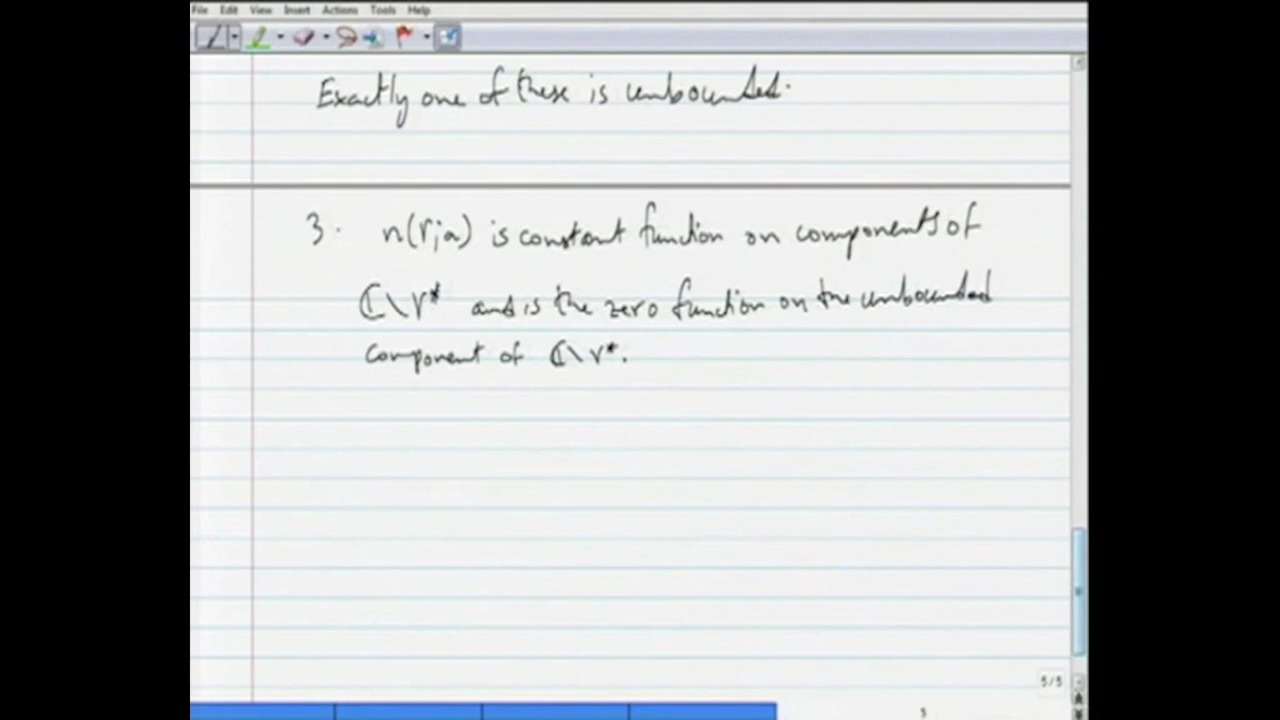 File Edit View Insert Actions Tools Help
Exactly one of these is unbounded.
3. n(γ;a) is constant function on components of
ℂ\γ* and is the zero function on the unbounded
component of ℂ\γ*.
5/5
5